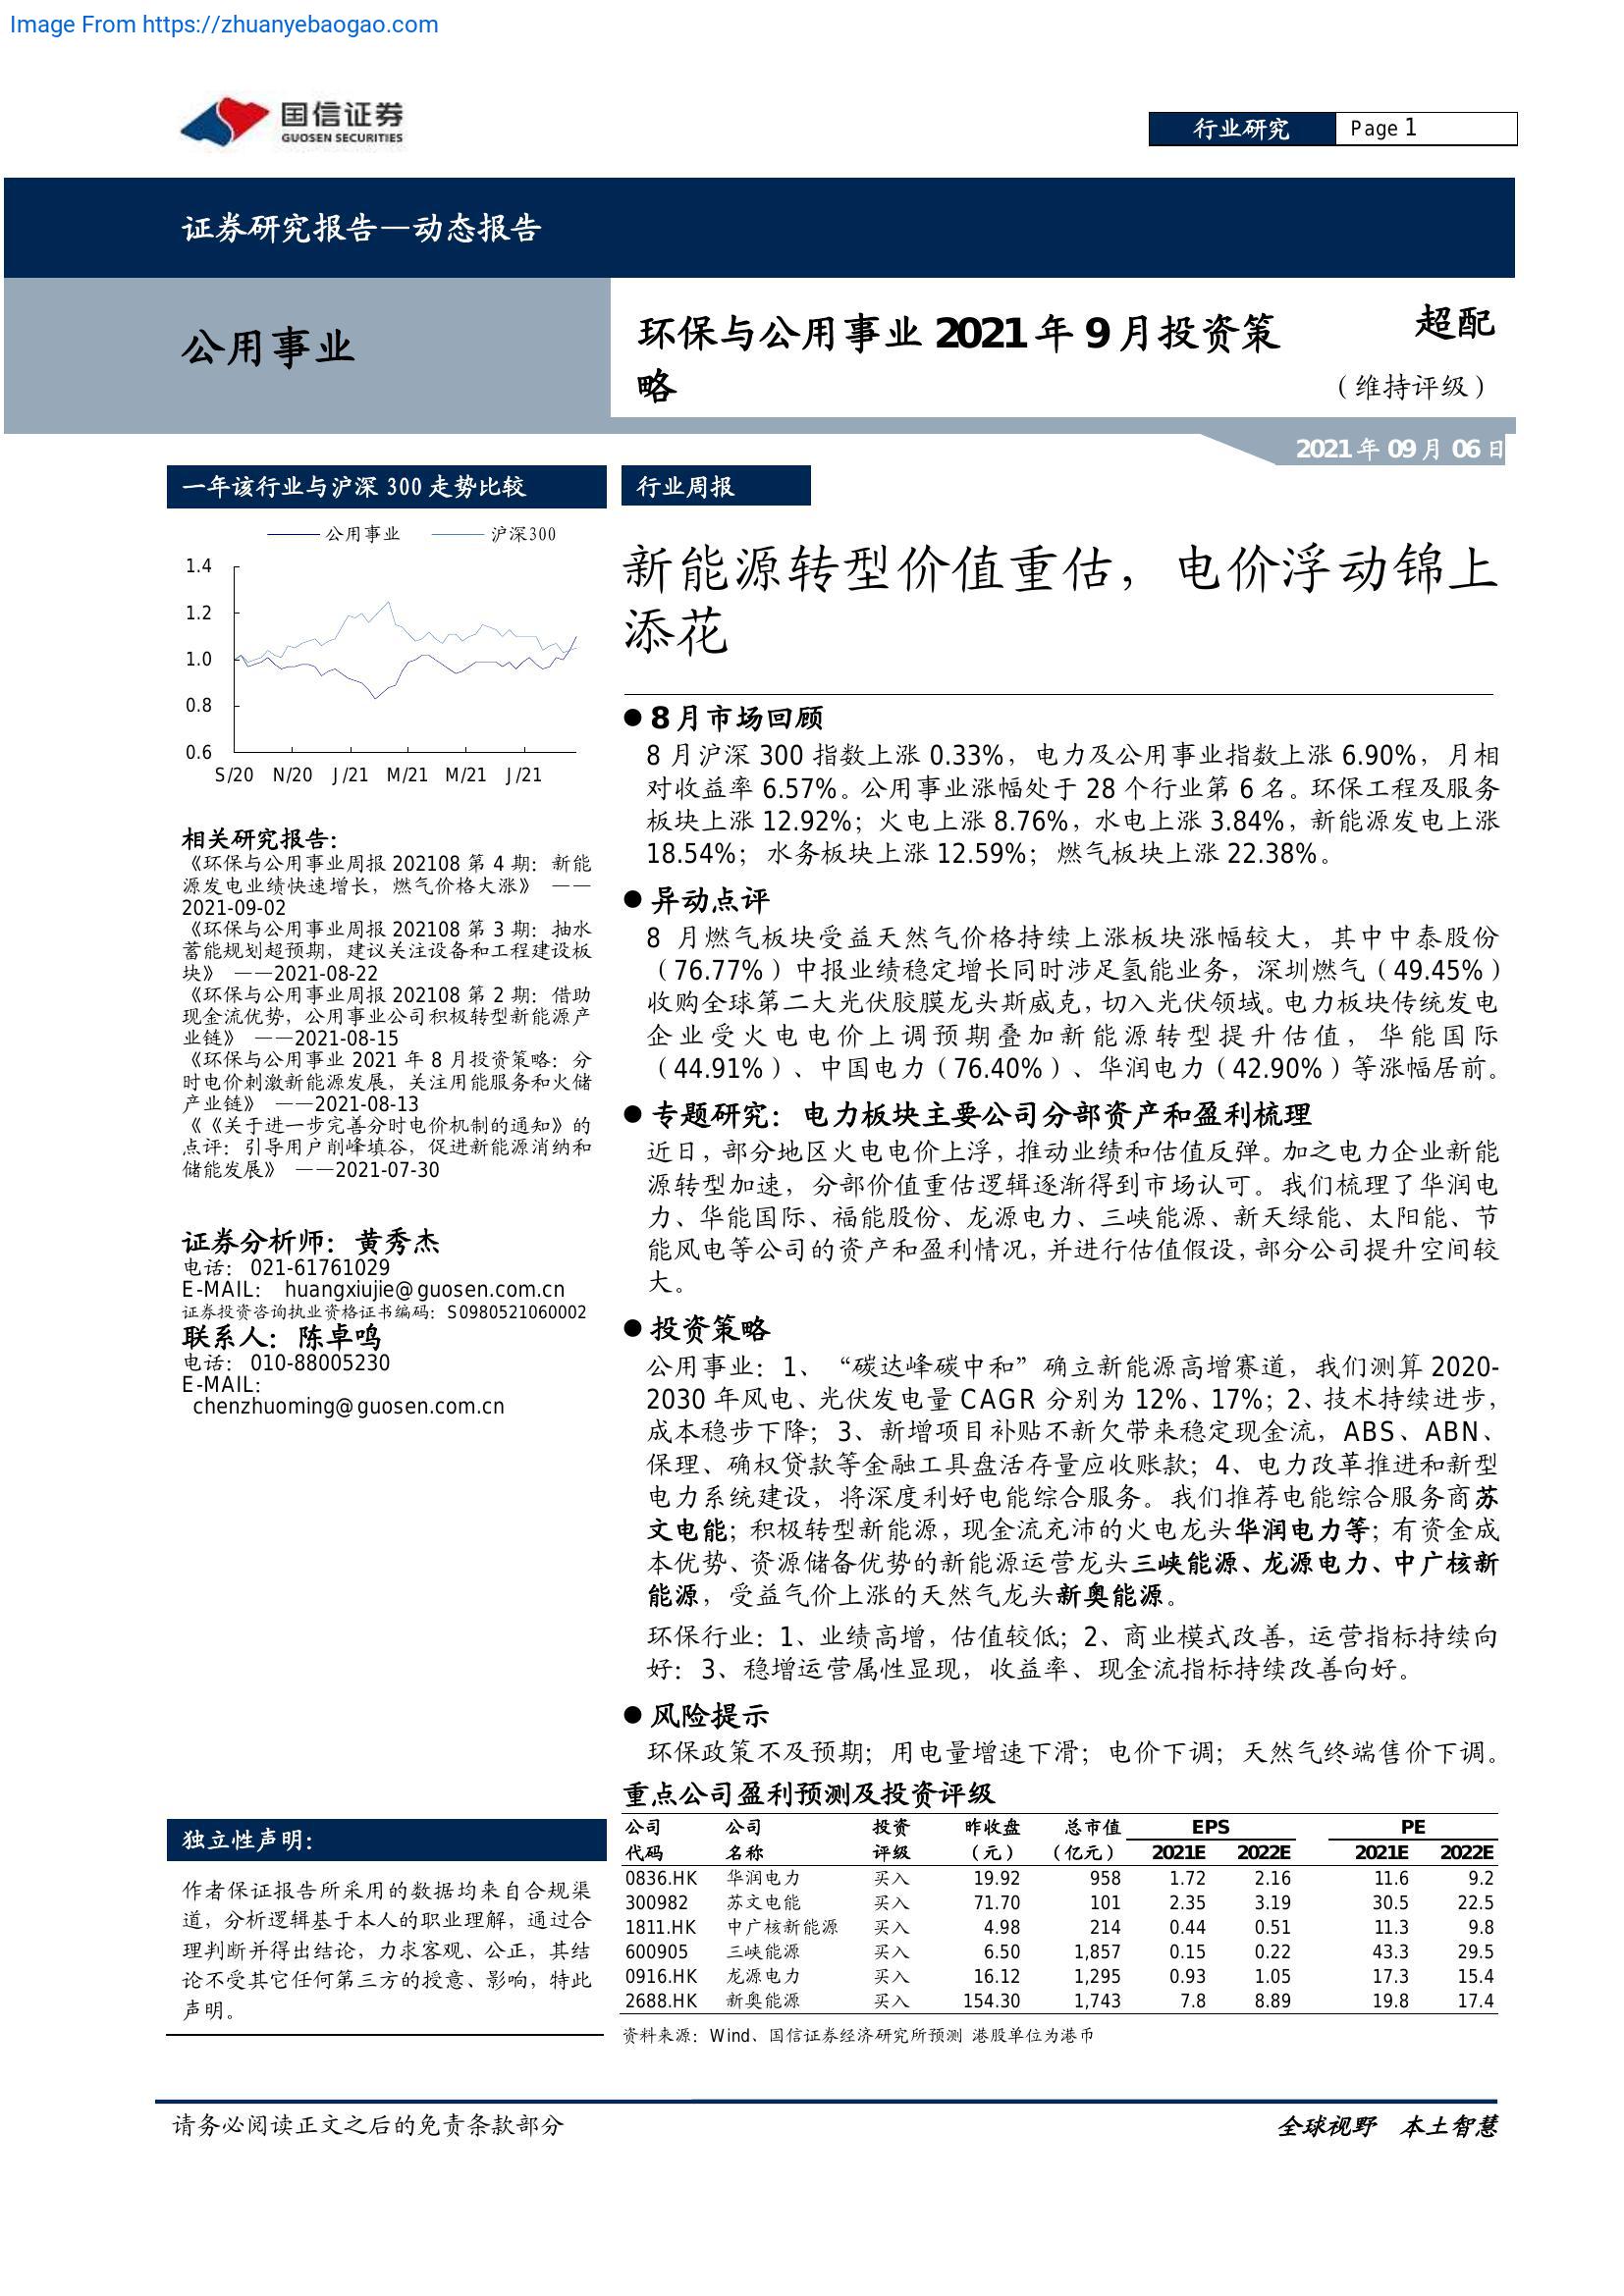 Image From https://zhuanyebaogao.com
国信证券
GUOSEN SECURITIES
行业研究 Page 1
证券研究报告—动态报告
公用事业
环保与公用事业 2021 年 9 月投资策
略
超配
（维持评级）
2021 年 09 月 06 日
一年该行业与沪深 300 走势比较
公用事业 沪深300
1.4
1.2
1.0
0.8
0.6
S/20 N/20 J/21 M/21 M/21 J/21
相关研究报告：
《环保与公用事业周报 202108 第 4 期：新能
源发电业绩快速增长，燃气价格大涨》 ——
2021-09-02
《环保与公用事业周报 202108 第 3 期：抽水
蓄能规划超预期，建议关注设备和工程建设板
块》 ——2021-08-22
《环保与公用事业周报 202108 第 2 期：借助
现金流优势，公用事业公司积极转型新能源产
业链》 ——2021-08-15
《环保与公用事业 2021 年 8 月投资策略：分
时电价刺激新能源发展，关注用能服务和火储
产业链》 ——2021-08-13
《《关于进一步完善分时电价机制的通知》的
点评：引导用户削峰填谷，促进新能源消纳和
储能发展》 ——2021-07-30
证券分析师：黄秀杰
电话： 021-61761029
E-MAIL： huangxiujie@guosen.com.cn
证券投资咨询执业资格证书编码：S0980521060002
联系人：陈卓鸣
电话： 010-88005230
E-MAIL：
chenzhuoming@guosen.com.cn
独立性声明：
作者保证报告所采用的数据均来自合规渠
道，分析逻辑基于本人的职业理解，通过合
理判断并得出结论，力求客观、公正，其结
论不受其它任何第三方的授意、影响，特此
声明。
行业周报
新能源转型价值重估，电价浮动锦上
添花
● 8 月市场回顾
8 月沪深 300 指数上涨 0.33%，电力及公用事业指数上涨 6.90%，月相
对收益率 6.57%。公用事业涨幅处于 28 个行业第 6 名。环保工程及服务
板块上涨 12.92%；火电上涨 8.76%，水电上涨 3.84%，新能源发电上涨
18.54%；水务板块上涨 12.59%；燃气板块上涨 22.38%。
● 异动点评
8 月燃气板块受益天然气价格持续上涨板块涨幅较大，其中中泰股份
（76.77%）中报业绩稳定增长同时涉足氢能业务，深圳燃气（49.45%）
收购全球第二大光伏胶膜龙头斯威克，切入光伏领域。电力板块传统发电
企业受火电电价上调预期叠加新能源转型提升估值，华能国际
（44.91%）、中国电力（76.40%）、华润电力（42.90%）等涨幅居前。
● 专题研究：电力板块主要公司分部资产和盈利梳理
近日，部分地区火电电价上浮，推动业绩和估值反弹。加之电力企业新能
源转型加速，分部价值重估逻辑逐渐得到市场认可。我们梳理了华润电
力、华能国际、福能股份、龙源电力、三峡能源、新天绿能、太阳能、节
能风电等公司的资产和盈利情况，并进行估值假设，部分公司提升空间较
大。
● 投资策略
公用事业：1、“碳达峰碳中和”确立新能源高增赛道，我们测算 2020-
2030 年风电、光伏发电量 CAGR 分别为 12%、17%；2、技术持续进步，
成本稳步下降；3、新增项目补贴不新欠带来稳定现金流，ABS、ABN、
保理、确权贷款等金融工具盘活存量应收账款；4、电力改革推进和新型
电力系统建设，将深度利好电能综合服务。我们推荐电能综合服务商苏
文电能；积极转型新能源，现金流充沛的火电龙头华润电力等；有资金成
本优势、资源储备优势的新能源运营龙头三峡能源、龙源电力、中广核新
能源，受益气价上涨的天然气龙头新奥能源。
环保行业：1、业绩高增，估值较低；2、商业模式改善，运营指标持续向
好：3、稳增运营属性显现，收益率、现金流指标持续改善向好。
● 风险提示
环保政策不及预期；用电量增速下滑；电价下调；天然气终端售价下调。
重点公司盈利预测及投资评级
公司 公司 投资 昨收盘 总市值 EPS PE
代码 名称 评级 （元） （亿元） 2021E 2022E 2021E 2022E
0836.HK 华润电力 买入 19.92 958 1.72 2.16 11.6 9.2
300982 苏文电能 买入 71.70 101 2.35 3.19 30.5 22.5
1811.HK 中广核新能源 买入 4.98 214 0.44 0.51 11.3 9.8
600905 三峡能源 买入 6.50 1,857 0.15 0.22 43.3 29.5
0916.HK 龙源电力 买入 16.12 1,295 0.93 1.05 17.3 15.4
2688.HK 新奥能源 买入 154.30 1,743 7.8 8.89 19.8 17.4
资料来源：Wind、国信证券经济研究所预测 港股单位为港币
请务必阅读正文之后的免责条款部分
全球视野 本土智慧